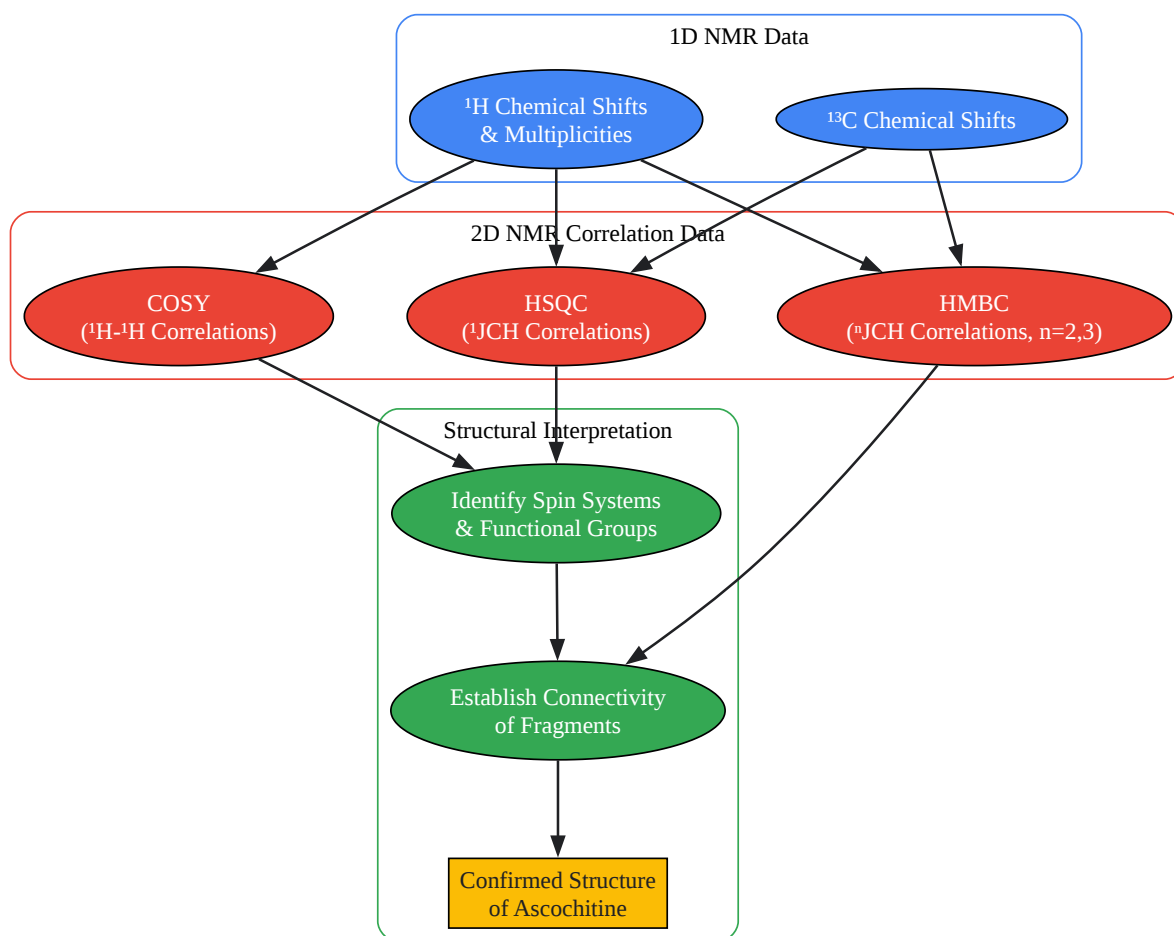 1D NMR Data
¹H Chemical Shifts
& Multiplicities
¹³C Chemical Shifts
2D NMR Correlation Data
COSY
(¹H-¹H Correlations)
HSQC
(¹JCH Correlations)
HMBC
(ⁿJCH Correlations, n=2,3)
Structural Interpretation
Identify Spin Systems
& Functional Groups
Establish Connectivity
of Fragments
Confirmed Structure
of Ascochitine